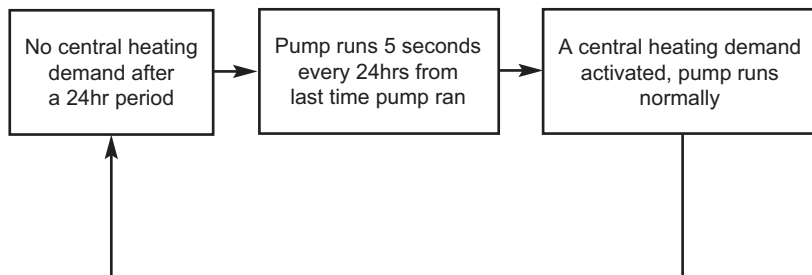 No central heating
demand after
a 24hr period
Pump runs 5 seconds
every 24hrs from
last time pump ran
A central heating demand
activated, pump runs
normally